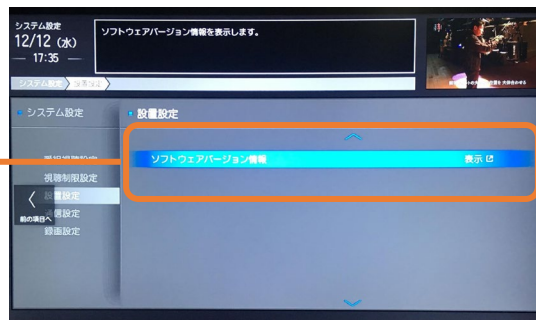 システム設定
12/12 (水)
17:35
ソフトウェアバージョン情報を表示します。
システム設定
システム設定
設置設定
ソフトウェアバージョン情報
表示
視聴制限設定
設置設定
前の項目へ
通信設定
録画設定